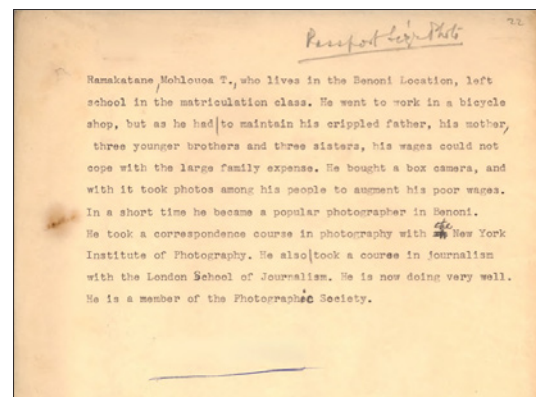 22
Passport Size Photo
Ramakatane, Mohlouoa T., who lives in the Benoni Location, left
school in the matriculation class. He went to work in a bicycle
shop, but as he had to maintain his crippled father, his mother,
three younger brothers and three sisters, his wages could not
cope with the large family expense. He bought a box camera, and
with it took photos among his people to augment his poor wages.
In a short time he became a popular photographer in Benoni.
He took a correspondence course in photography with the New York
Institute of Photography. He also took a course in journalism
with the London School of Journalism. He is now doing very well.
He is a member of the Photographic Society.